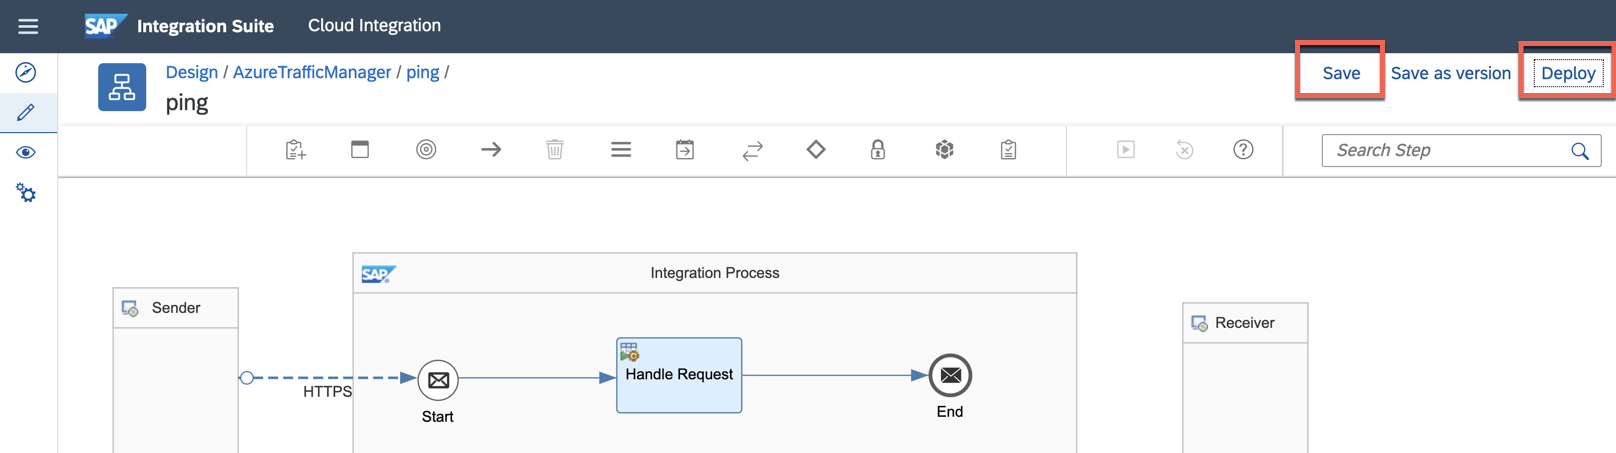 SAP Integration Suite Cloud Integration
Design / AzureTrafficManager / ping /
ping
Save Save as version Deploy
Search Step
SAP Integration Process
Sender
Receiver
Handle Request
HTTPS
Start
End